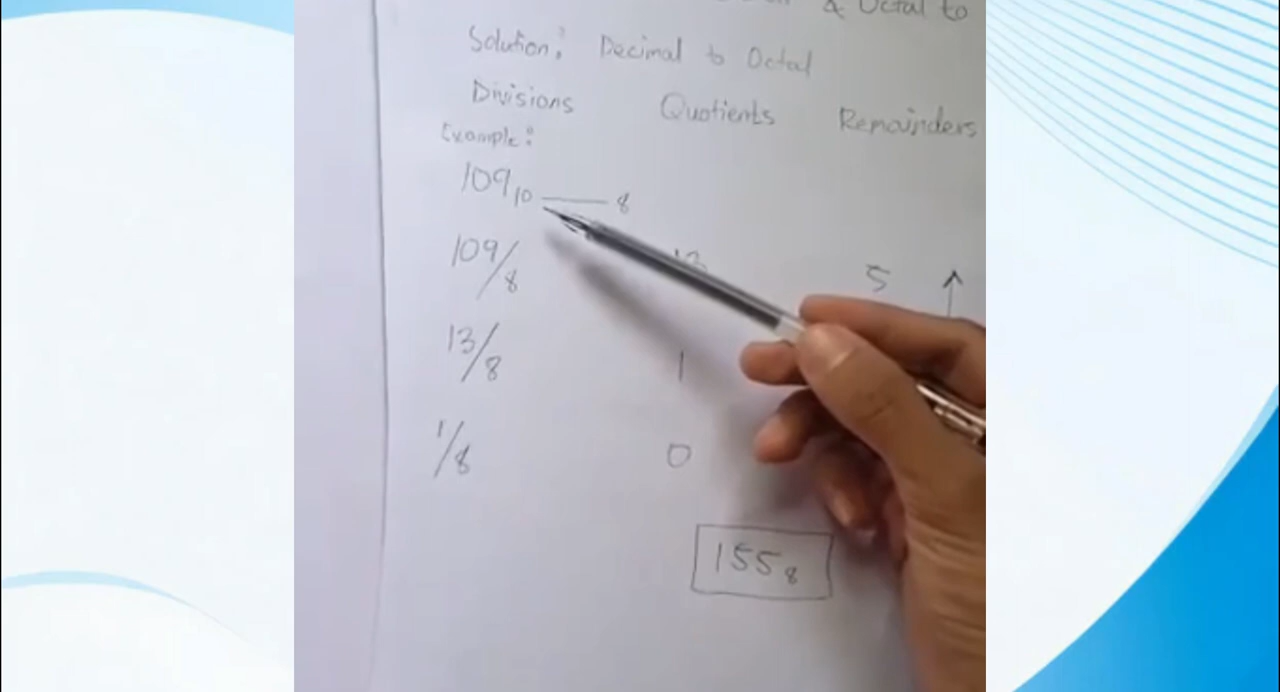 & Octal to
Solution: Decimal to Octal
Divisions Quotients Remainders
Example:
109₁₀ ____ ₈
109/8 5
13/8 1
1/8 0
155₈